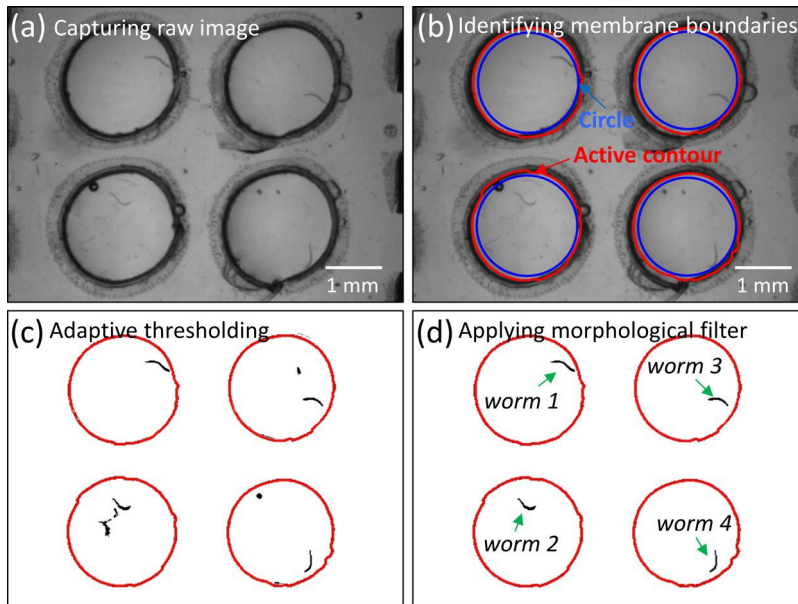 (a) Capturing raw image
1 mm
(b) Identifying membrane boundaries
Circle
Active contour
1 mm
(c) Adaptive thresholding
(d) Applying morphological filter
worm 1
worm 3
worm 2
worm 4